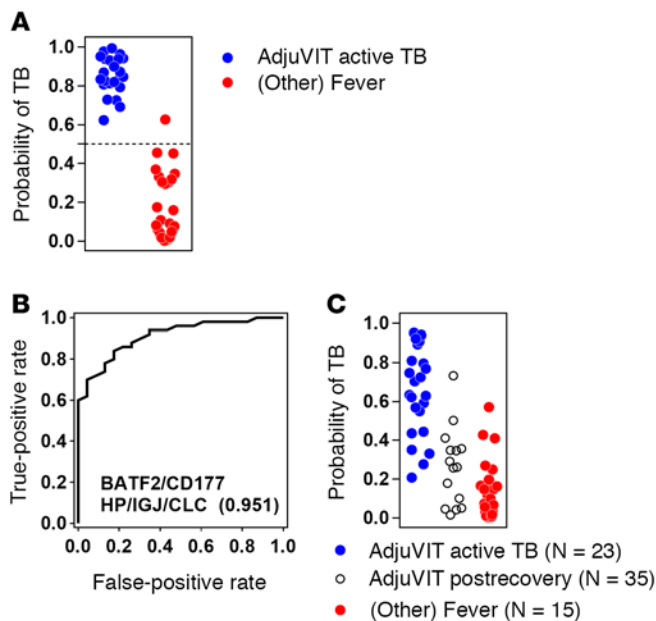 A
Probability of TB
1.0
0.8
0.6
0.4
0.2
0.0
AdjuVIT active TB
(Other) Fever
B
True-positive rate
1.0
0.8
0.6
0.4
0.2
0.0
BATF2/CD177
HP/IGJ/CLC (0.951)
0.0 0.2 0.4 0.6 0.8 1.0
False-positive rate
C
Probability of TB
1.0
0.8
0.6
0.4
0.2
0.0
AdjuVIT active TB (N = 23)
AdjuVIT postrecovery (N = 35)
(Other) Fever (N = 15)